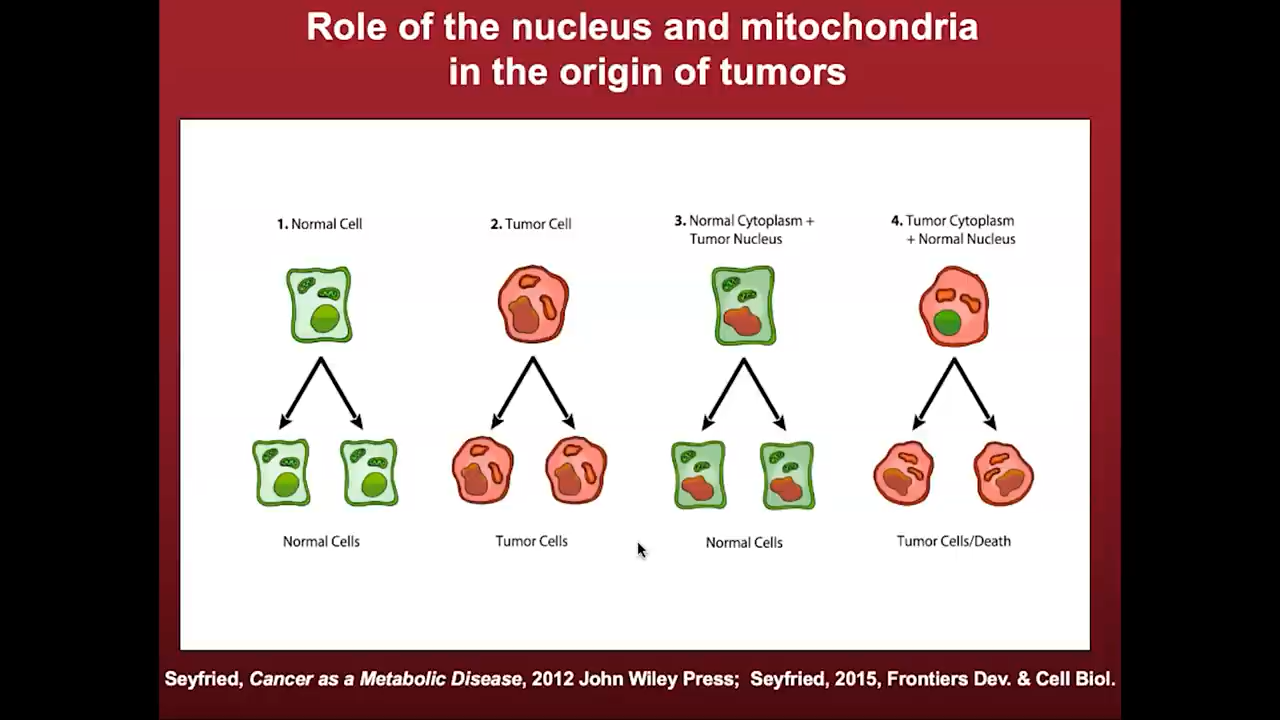 Role of the nucleus and mitochondria
in the origin of tumors
1. Normal Cell
2. Tumor Cell
3. Normal Cytoplasm +
Tumor Nucleus
4. Tumor Cytoplasm
+ Normal Nucleus
Normal Cells
Tumor Cells
Normal Cells
Tumor Cells/Death
Seyfried, Cancer as a Metabolic Disease, 2012 John Wiley Press; Seyfried, 2015, Frontiers Dev. & Cell Biol.